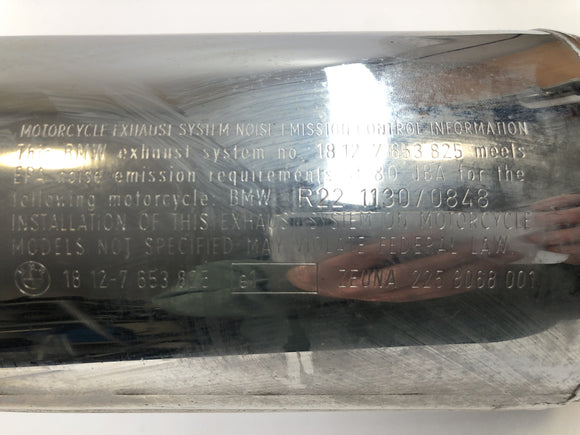 MOTORCYCLE EXHAUST SYSTEM NOISE EMISSION CONTROL INFORMATION
This BMW exhaust system no. 18 12-7 653 825 meets
EPA noise emission requirements of 80 dBA for the
following motorcycle: BMW R22 1130/0848
INSTALLATION OF THIS EXHAUST SYSTEM ON MOTORCYCLE
MODELS NOT SPECIFIED MAY VIOLATE FEDERAL LAW.
18 12-7 653 825 e1 ZEUNA 225 8068 001